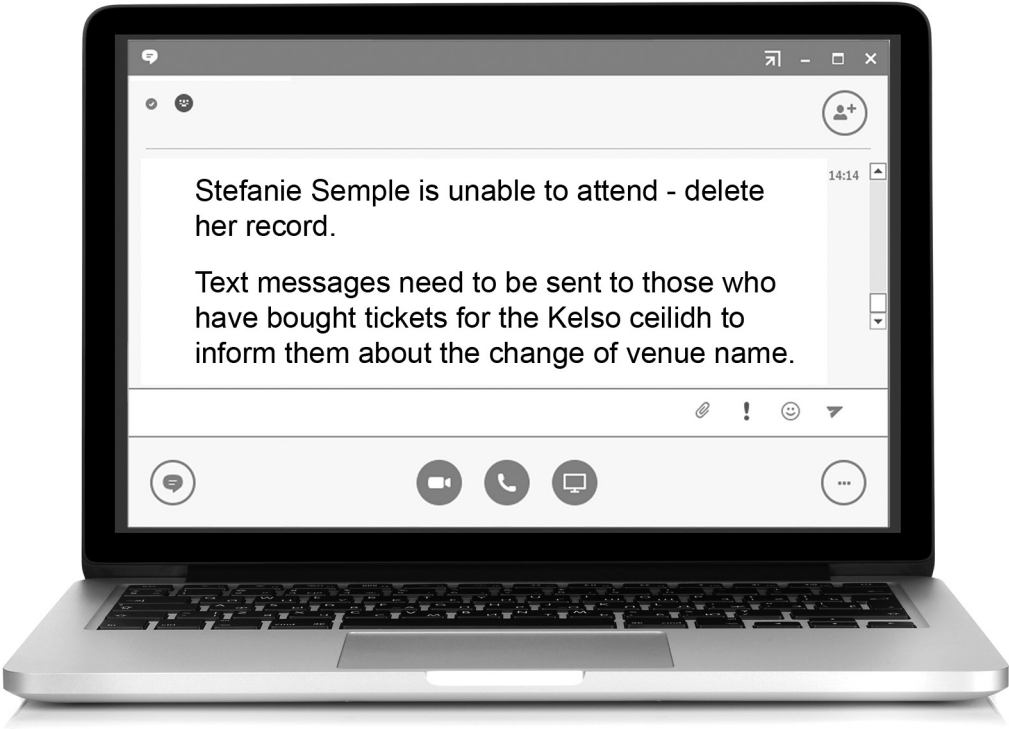 14:14
Stefanie Semple is unable to attend - delete
her record.
Text messages need to be sent to those who
have bought tickets for the Kelso ceilidh to
inform them about the change of venue name.